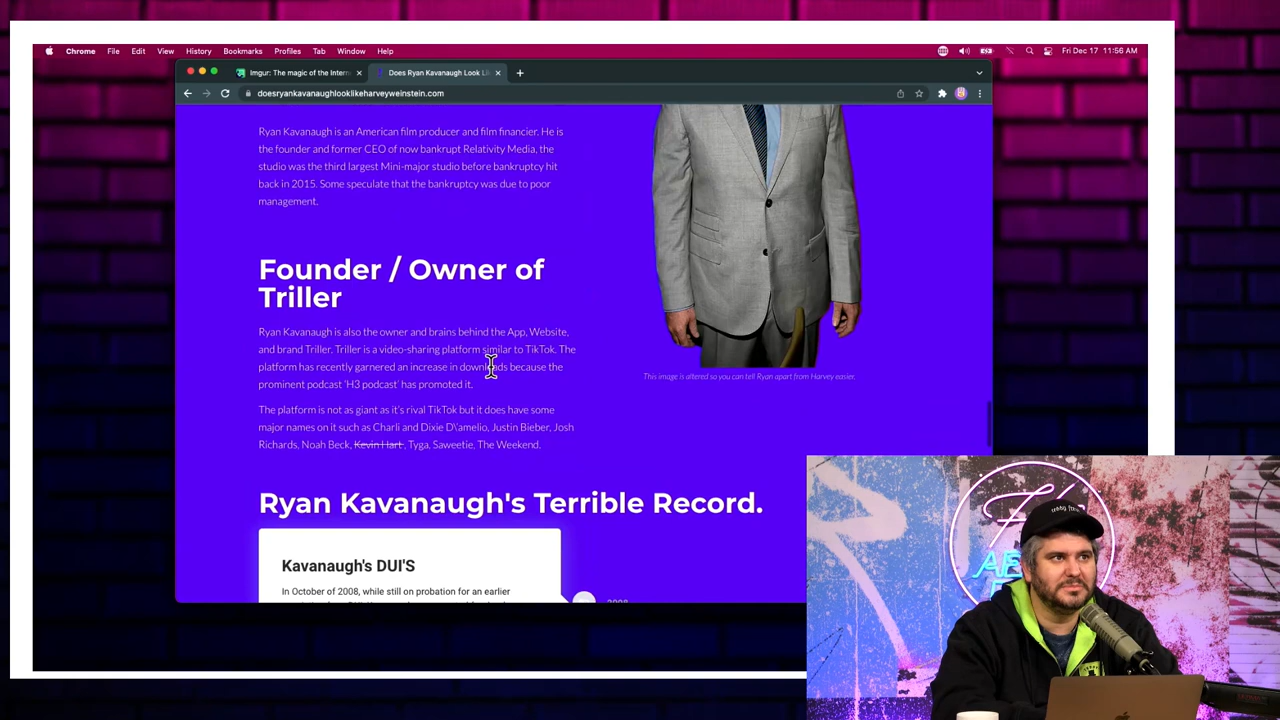 Chrome File Edit View History Bookmarks Profiles Tab Window Help
Fri Dec 17 11:56 AM
Imgur: The magic of the Intern
Does Ryan Kavanaugh Look Li
doesryankavanaughlooklikeharveyweinstein.com
Ryan Kavanaugh is an American film producer and film financier. He is
the founder and former CEO of now bankrupt Relativity Media, the
studio was the third largest Mini-major studio before bankruptcy hit
back in 2015. Some speculate that the bankruptcy was due to poor
management.
Founder / Owner of
Triller
Ryan Kavanaugh is also the owner and brains behind the App, Website,
and brand Triller. Triller is a video-sharing platform similar to TikTok. The
platform has recently garnered an increase in downloads because the
prominent podcast 'H3 podcast' has promoted it.
The platform is not as giant as it's rival TikTok but it does have some
major names on it such as Charli and Dixie D\'amelio, Justin Bieber, Josh
Richards, Noah Beck, Kevin Hart, Tyga, Saweetie, The Weekend.
This image is altered so you can tell Ryan apart from Harvey easier.
Ryan Kavanaugh's Terrible Record.
Kavanaugh's DUI'S
In October of 2008, while still on probation for an earlier
2008